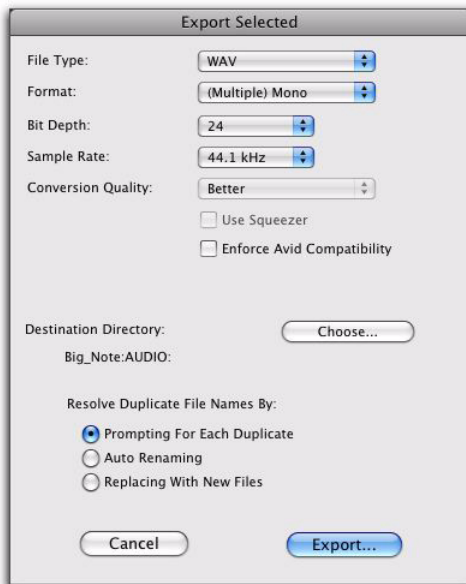 Export Selected
File Type: WAV
Format: (Multiple) Mono
Bit Depth: 24
Sample Rate: 44.1 kHz
Conversion Quality: Better
Use Squeezer
Enforce Avid Compatibility
Destination Directory: Choose...
Big_Note:AUDIO:
Resolve Duplicate File Names By:
Prompting For Each Duplicate
Auto Renaming
Replacing With New Files
Cancel Export...